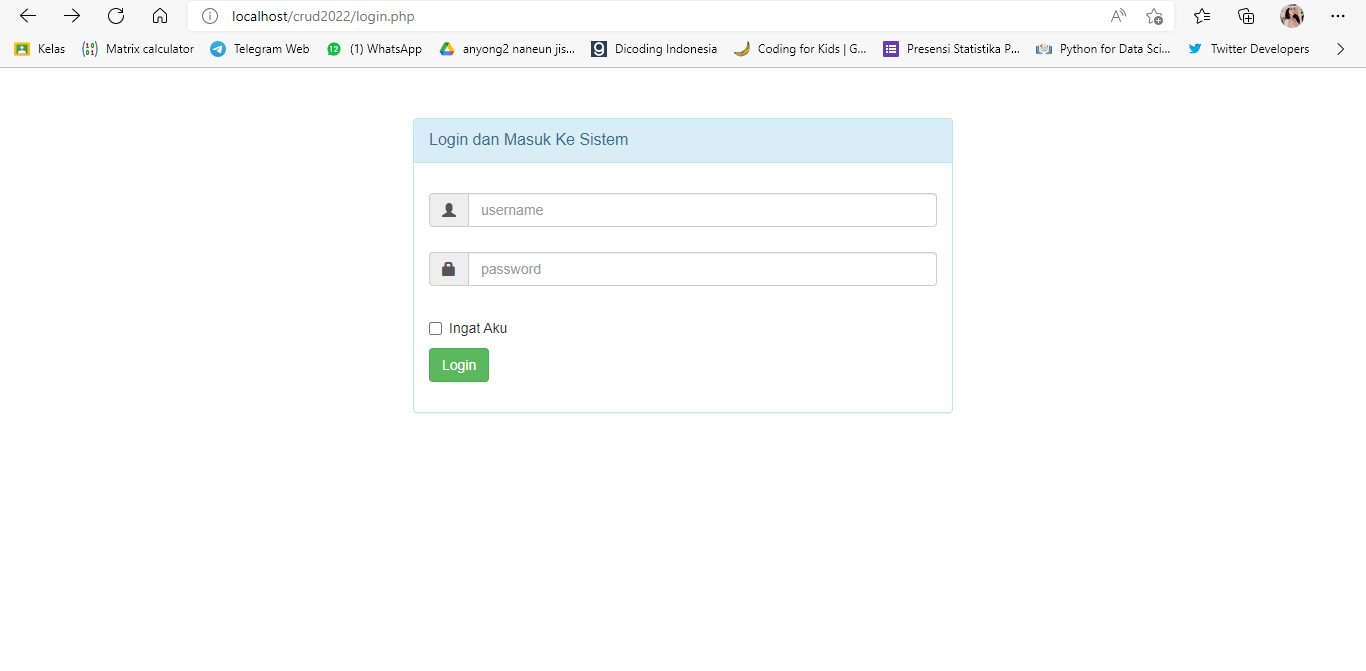 localhost/crud2022/login.php
Kelas Matrix calculator Telegram Web 12 (1) WhatsApp anyong2 naneun jis... Dicoding Indonesia Coding for Kids | G... Presensi Statistika P... Python for Data Sci... Twitter Developers
Login dan Masuk Ke Sistem
username
password
Ingat Aku
Login